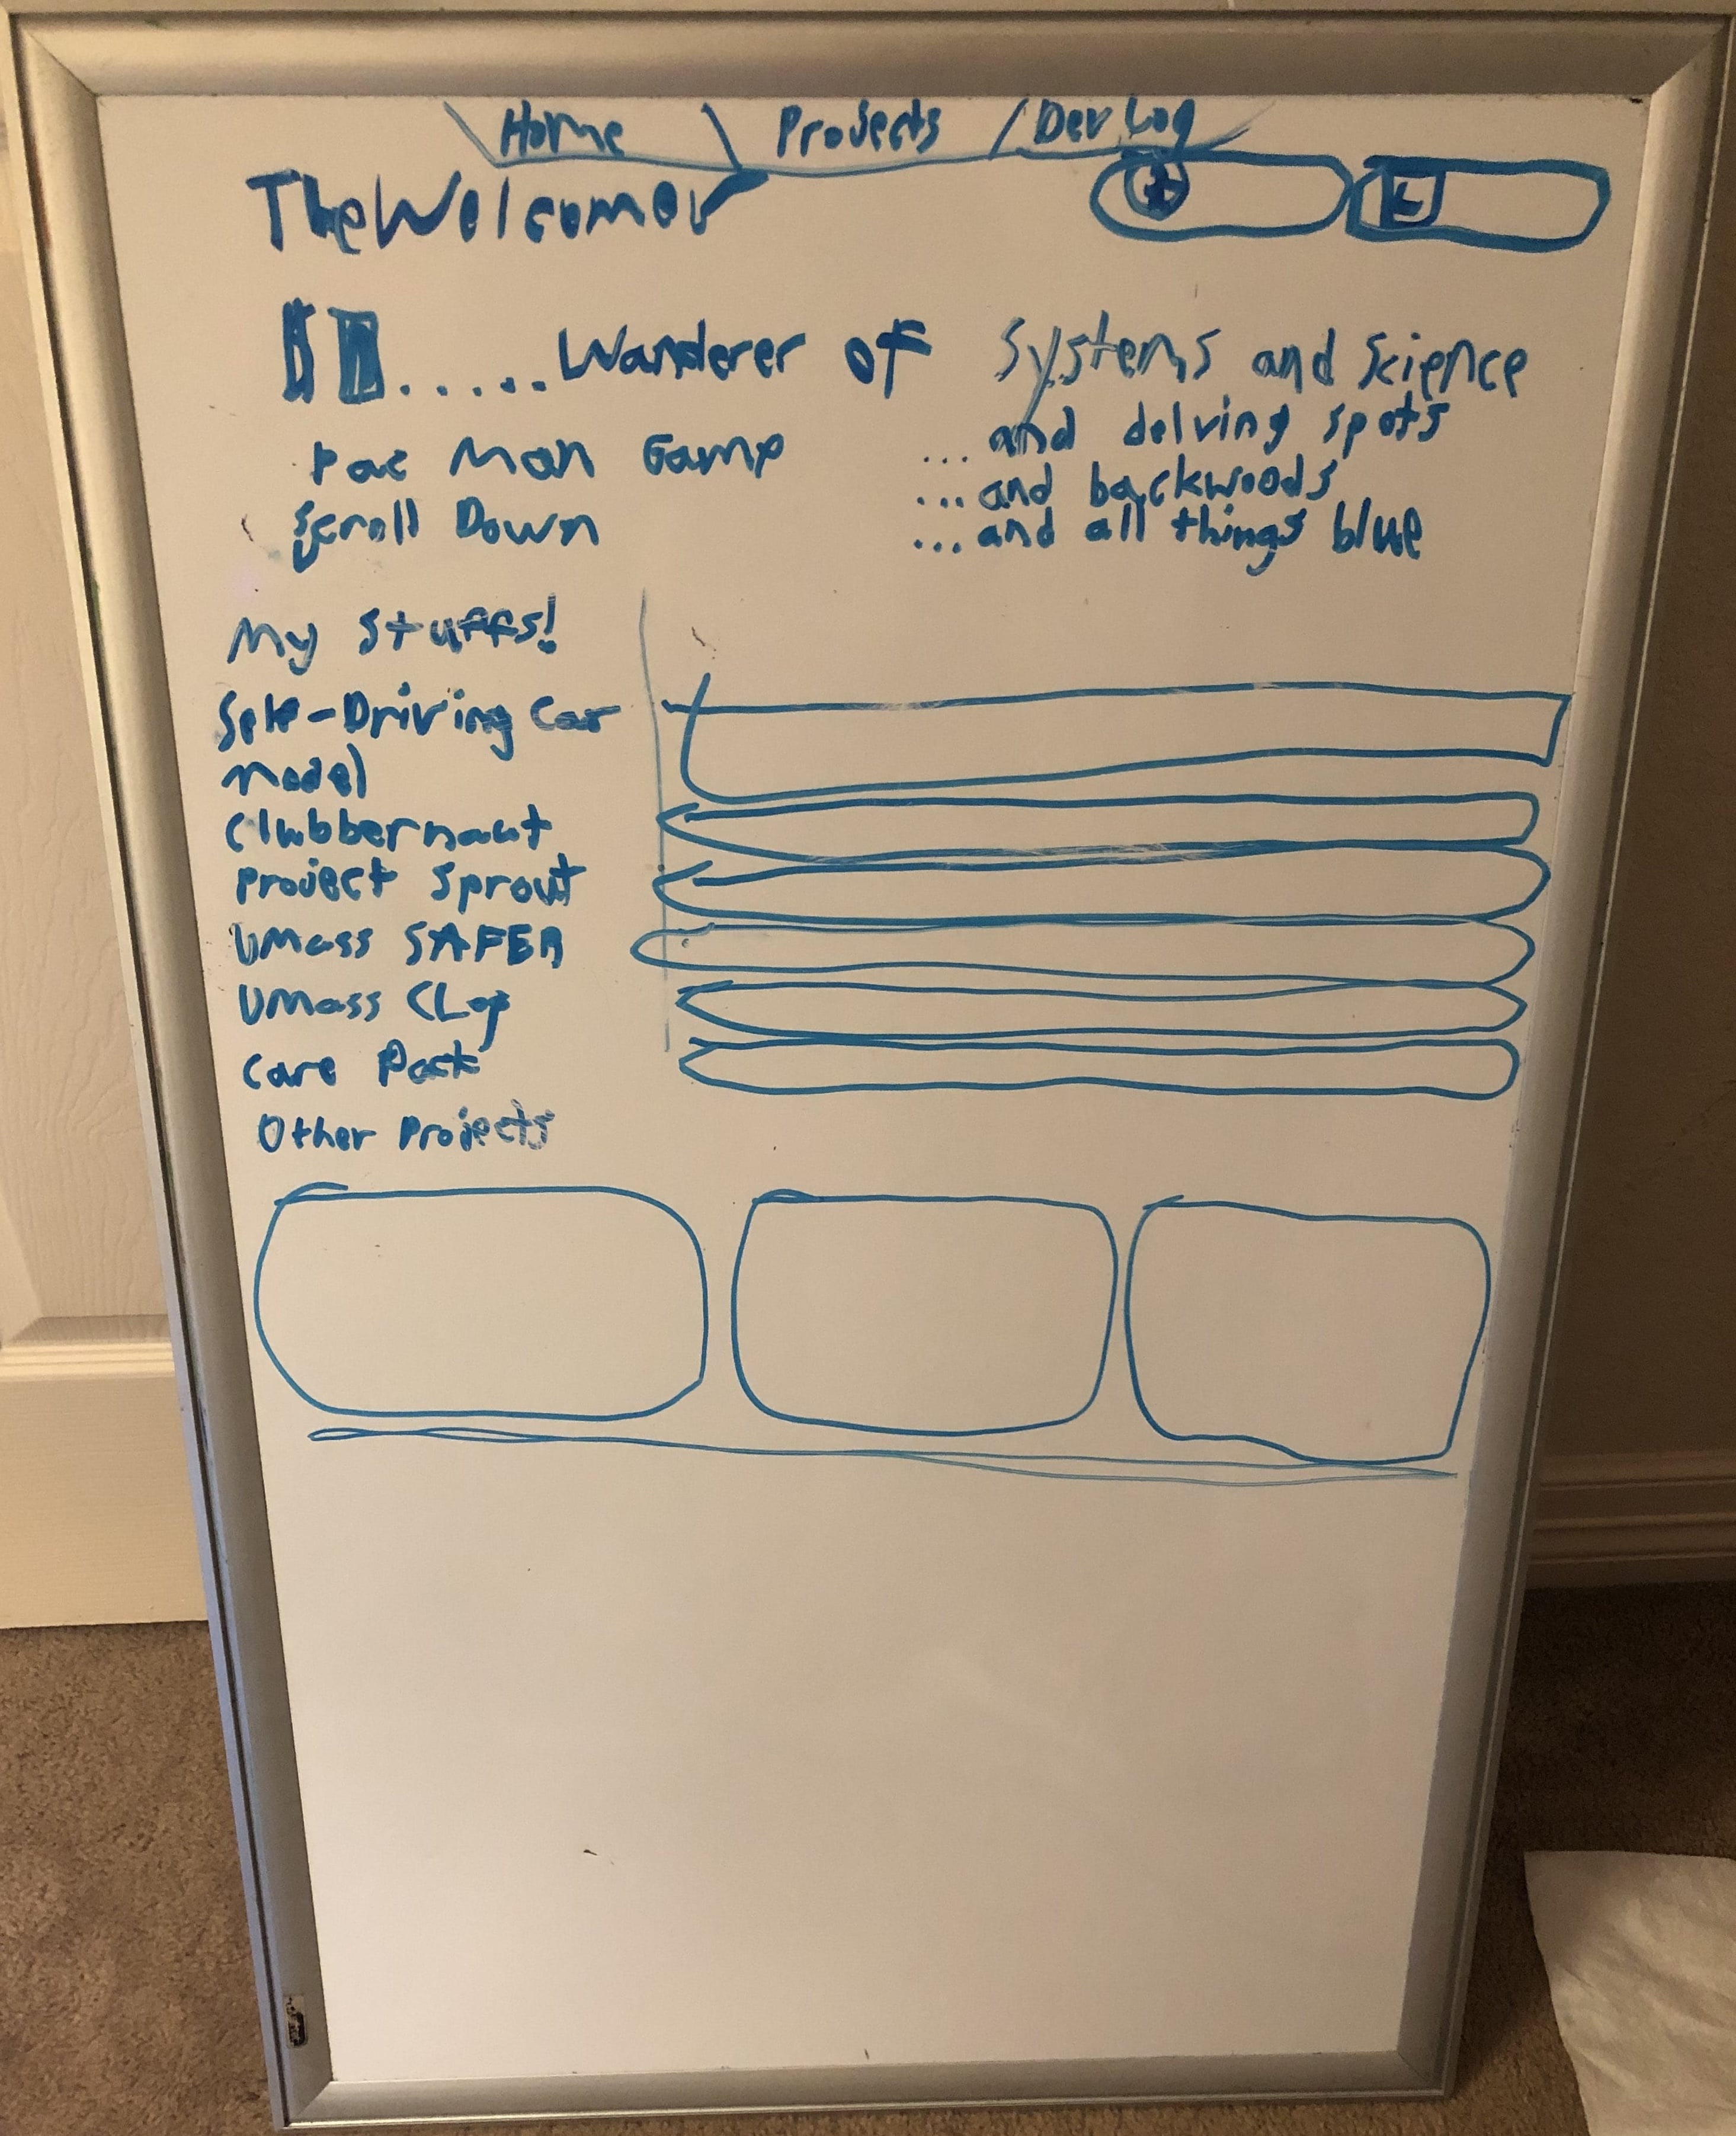 Home Projects Dev Log
TheWelcomer
.....Wanderer of Systems and Science
...and delving spots
...and backwoods
...and all things blue
Pac Man Game
Scroll Down
My Stuffs!
Self-Driving Car
Model
Clubbernaut
Project Sprout
UMass SAFER
UMass
Care Pack
Other Projects